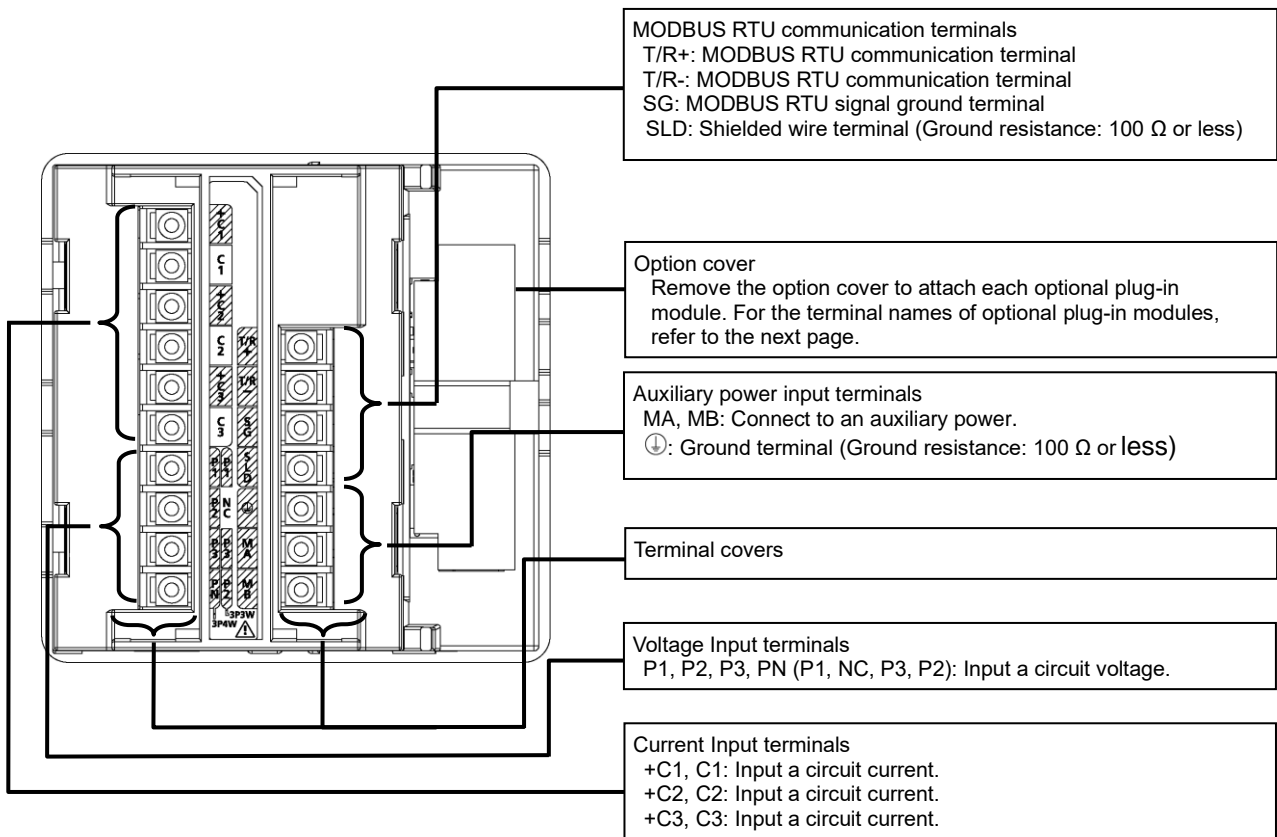 MODBUS RTU communication terminals
T/R+: MODBUS RTU communication terminal
T/R-: MODBUS RTU communication terminal
SG: MODBUS RTU signal ground terminal
SLD: Shielded wire terminal (Ground resistance: 100 Ω or less)
Option cover
Remove the option cover to attach each optional plug-in
module. For the terminal names of optional plug-in modules,
refer to the next page.
Auxiliary power input terminals
MA, MB: Connect to an auxiliary power.
⏚: Ground terminal (Ground resistance: 100 Ω or less)
Terminal covers
Voltage Input terminals
P1, P2, P3, PN (P1, NC, P3, P2): Input a circuit voltage.
Current Input terminals
+C1, C1: Input a circuit current.
+C2, C2: Input a circuit current.
+C3, C3: Input a circuit current.
+C1
C1
+C2
C2 T/R+
+C3 T/R-
C3 SG
P1 P1 SLD
P2 NC ⏚
P3 P3 MA
PN P2 MB
3P3W
3P4W